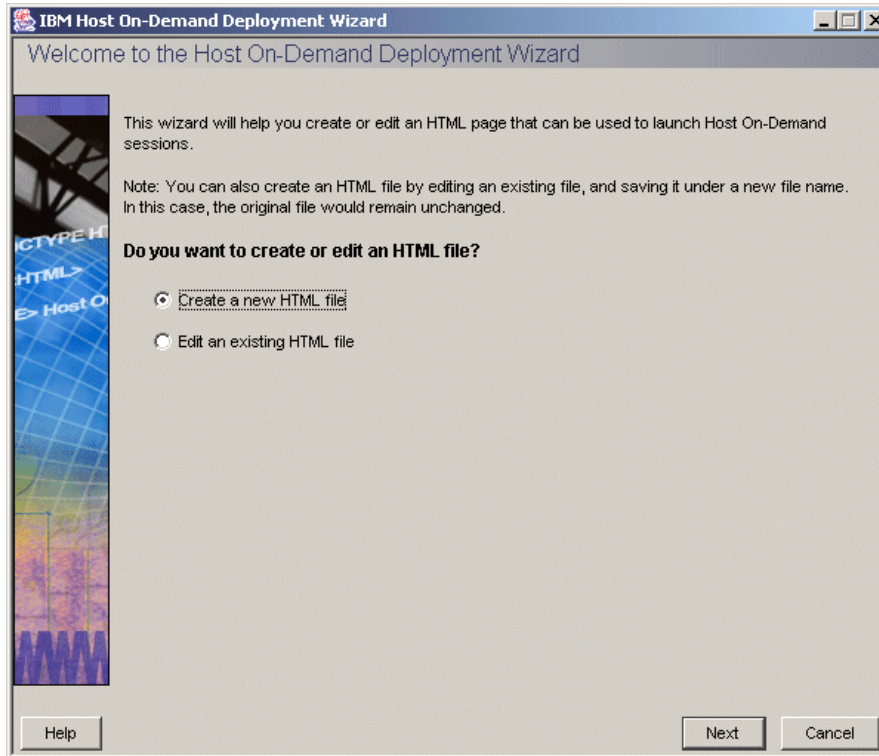 IBM Host On-Demand Deployment Wizard
Welcome to the Host On-Demand Deployment Wizard
This wizard will help you create or edit an HTML page that can be used to launch Host On-Demand
sessions.
Note: You can also create an HTML file by editing an existing file, and saving it under a new file name.
In this case, the original file would remain unchanged.
OCTYPE HT
HTML>
E> Host O
Do you want to create or edit an HTML file?
Create a new HTML file
Edit an existing HTML file
Help
Next
Cancel